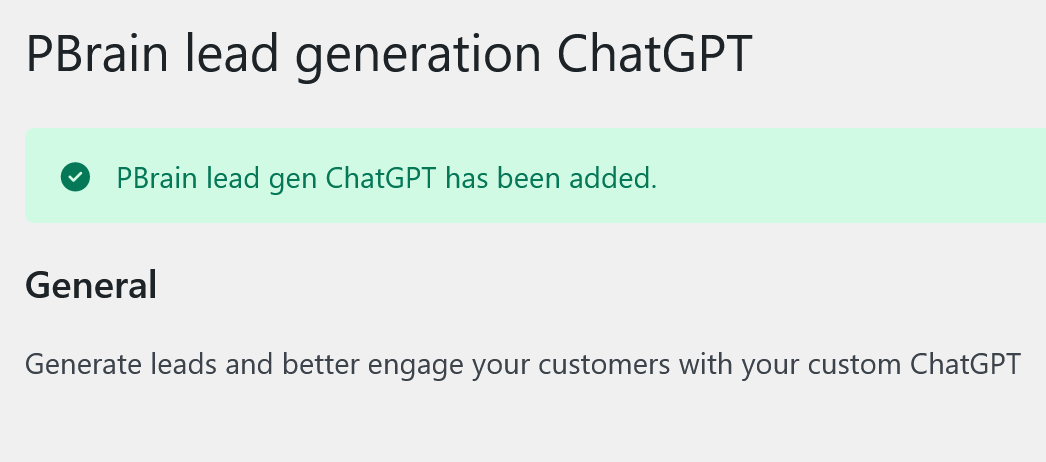 PBrain lead generation ChatGPT
PBrain lead gen ChatGPT has been added.
General
Generate leads and better engage your customers with your custom ChatGPT